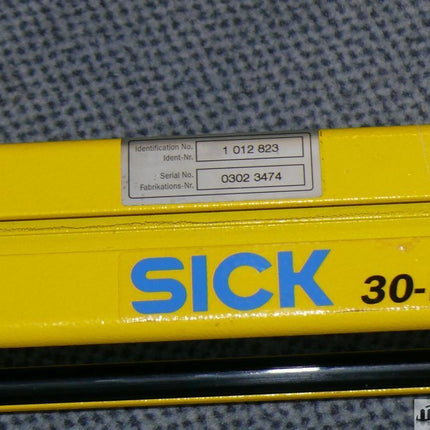 Identification No.
1 012 823
Ident-Nr.
Serial No.
0302 3474
Fabrikations-Nr.
SICK 30-